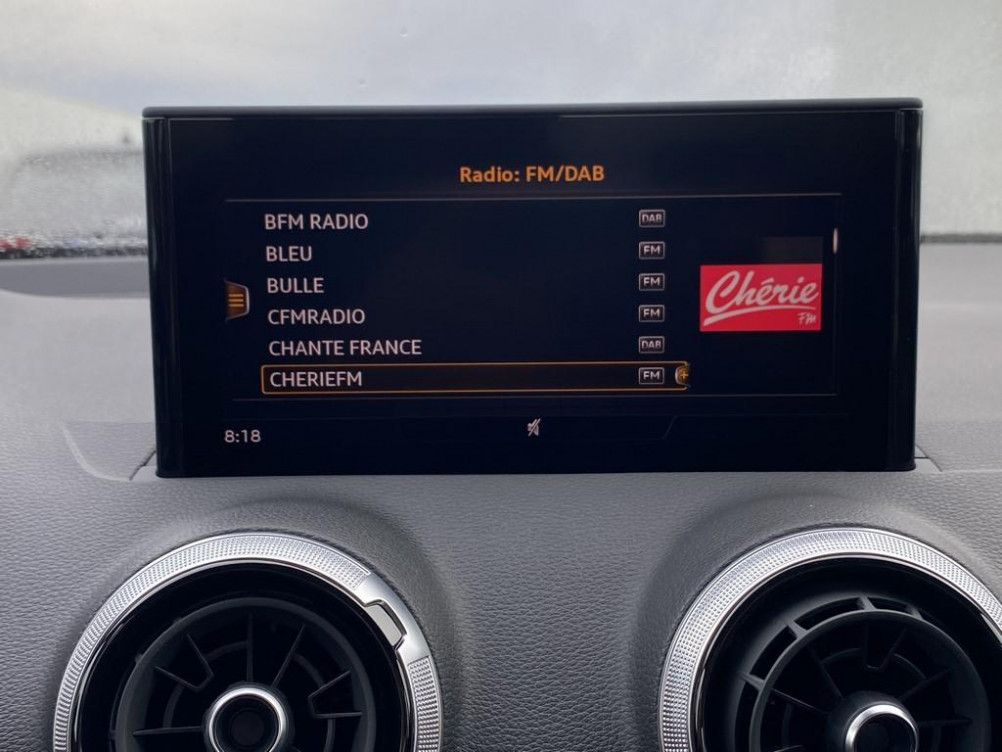 Radio: FM/DAB
BFM RADIO DAB
BLEU FM
BULLE FM
CFMRADIO FM
CHANTE FRANCE DAB
CHERIEFM FM +
Chérie
FM
8:18